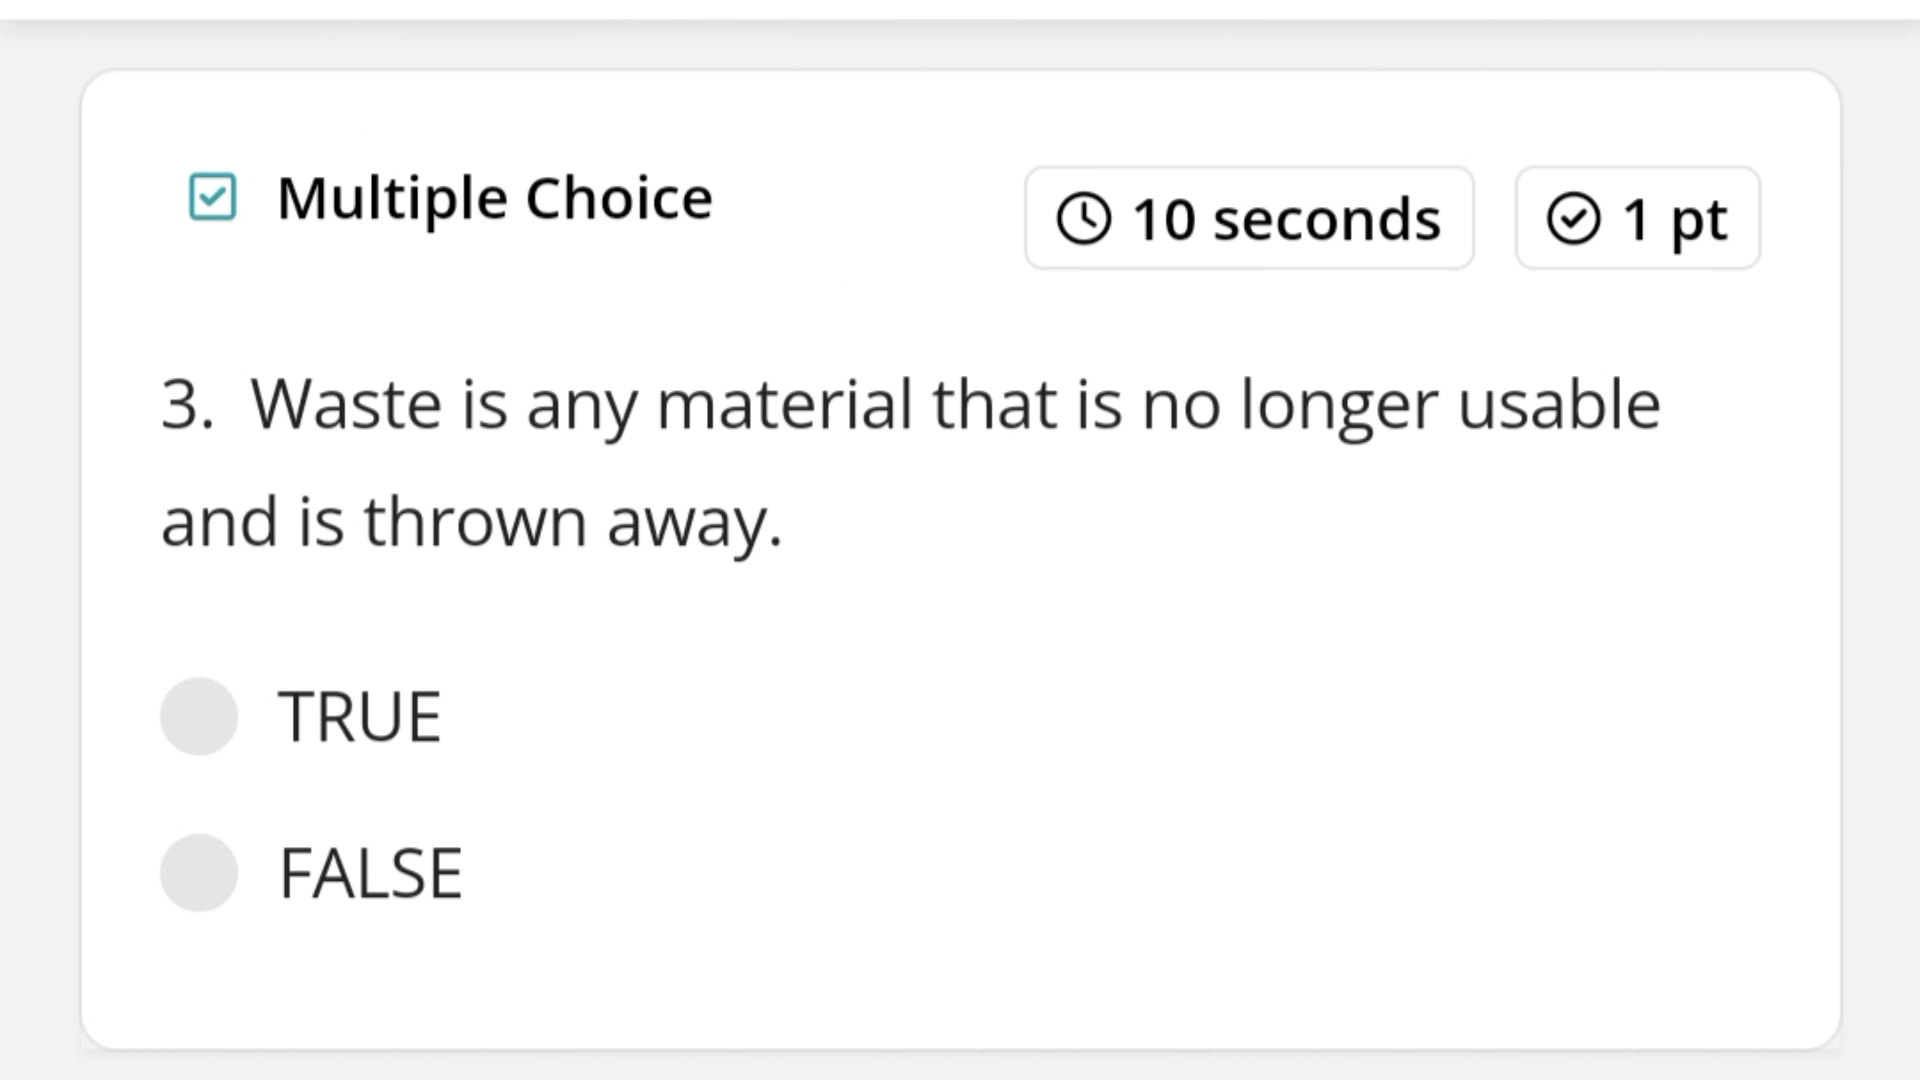 Multiple Choice
10 seconds
1 pt
3. Waste is any material that is no longer usable
and is thrown away.
TRUE
FALSE